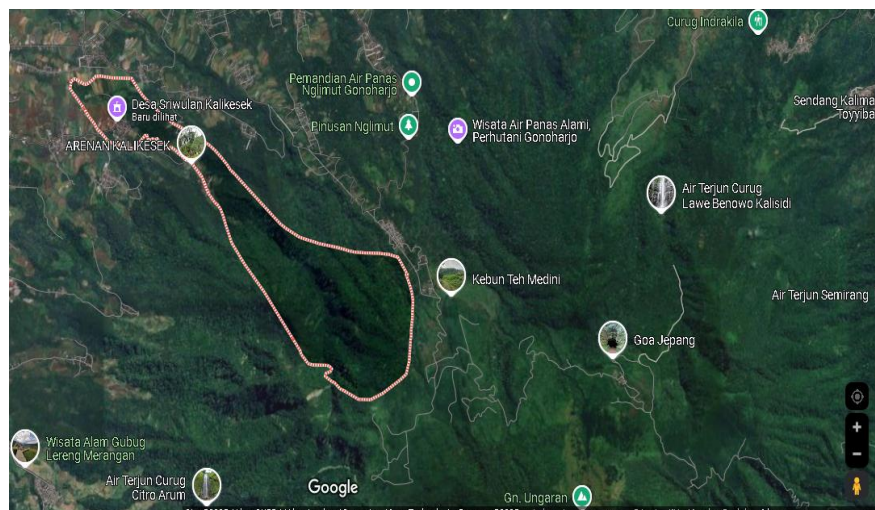 Curug Indrakila
Pemandian Air Panas
Nglimut Gonoharjo
Desa Sriwulan Kalikesek
Baru dilihat
Sendang Kalima
Toyyiba
Pinusan Nglimut
Wisata Air Panas Alami,
Perhutani Gonoharjo
ARENAN KALIKESEK
Air Terjun Curug
Lawe Benowo Kalisidi
Kebun Teh Medini
Air Terjun Semirang
Goa Jepang
Wisata Alam Gubug
Lereng Merangan
Air Terjun Curug
Citro Arum
Google
Gn. Ungaran